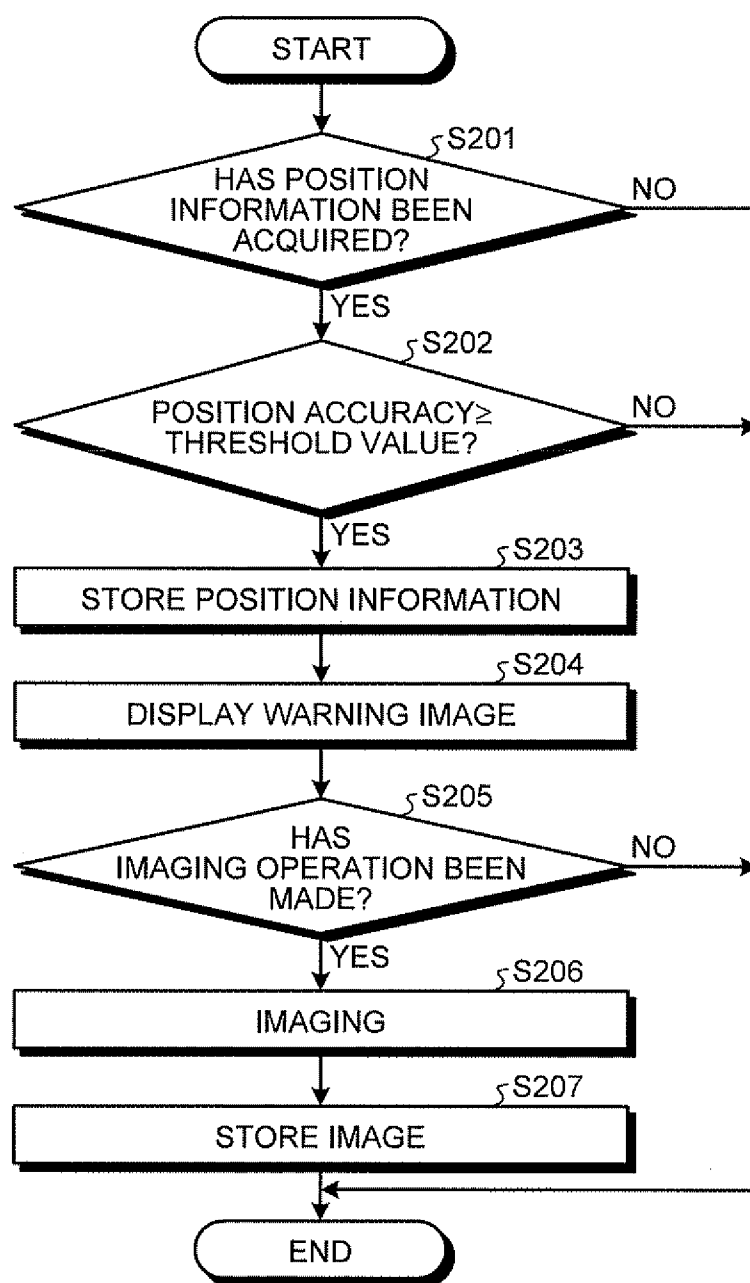 START
S201
HAS POSITION
INFORMATION BEEN
ACQUIRED?
NO
YES
S202
POSITION ACCURACY≥
THRESHOLD VALUE?
NO
YES
S203
STORE POSITION INFORMATION
S204
DISPLAY WARNING IMAGE
S205
HAS
IMAGING OPERATION BEEN
MADE?
NO
YES
S206
IMAGING
S207
STORE IMAGE
END